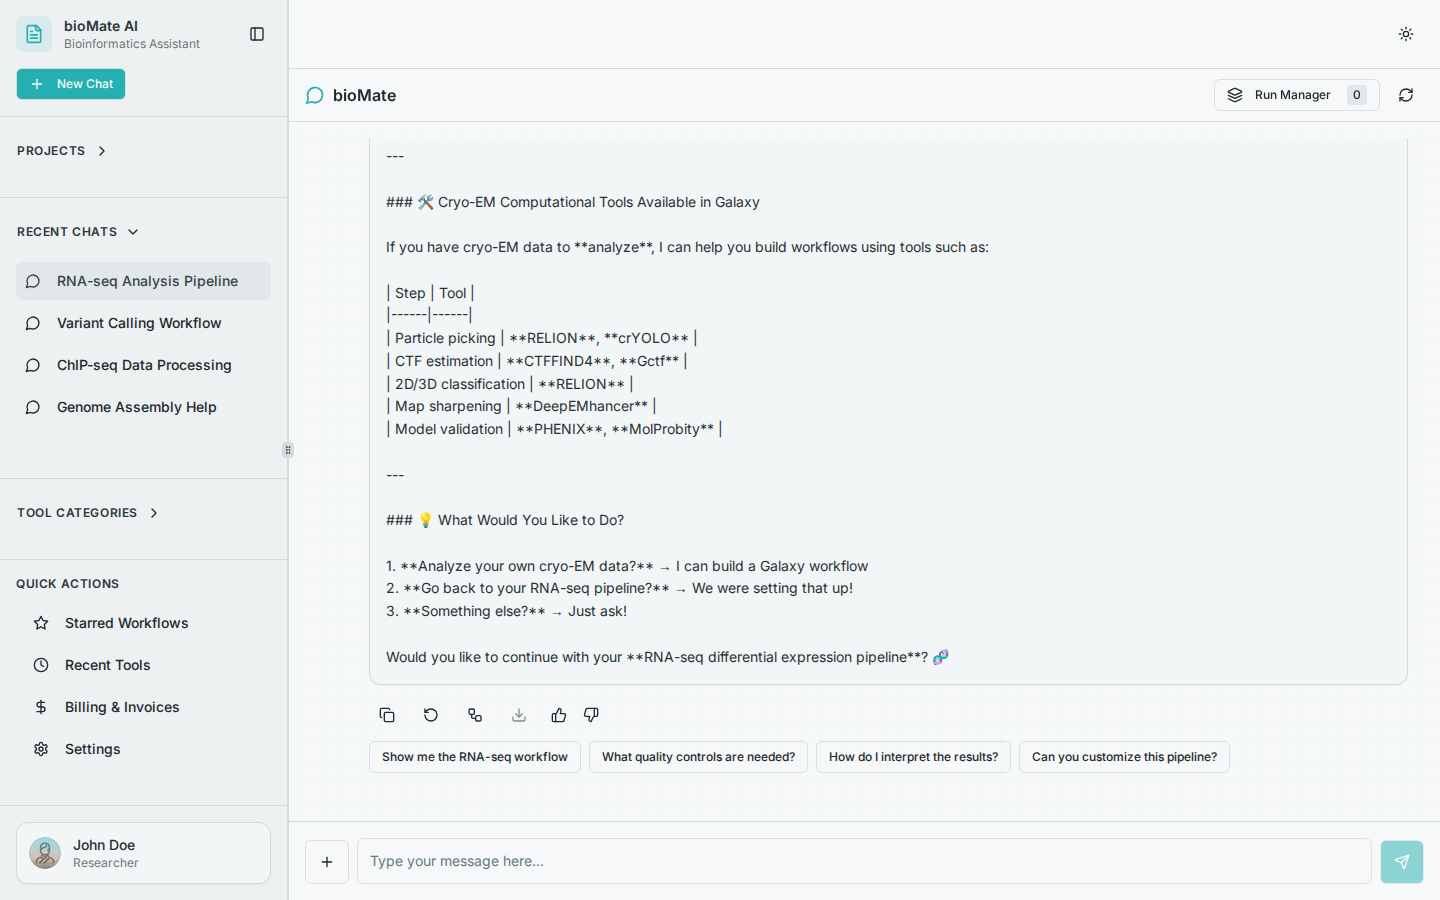 bioMate AI
Bioinformatics Assistant
New Chat
PROJECTS
RECENT CHATS
RNA-seq Analysis Pipeline
Variant Calling Workflow
ChIP-seq Data Processing
Genome Assembly Help
TOOL CATEGORIES
QUICK ACTIONS
Starred Workflows
Recent Tools
Billing & Invoices
Settings
John Doe
Researcher
bioMate
Run Manager 0
---
### 🛠️ Cryo-EM Computational Tools Available in Galaxy
If you have cryo-EM data to **analyze**, I can help you build workflows using tools such as:
| Step | Tool |
|------|------|
| Particle picking | **RELION**, **crYOLO** |
| CTF estimation | **CTFFIND4**, **Gctf** |
| 2D/3D classification | **RELION** |
| Map sharpening | **DeepEMhancer** |
| Model validation | **PHENIX**, **MolProbity** |
---
### 💡 What Would You Like to Do?
1. **Analyze your own cryo-EM data?** → I can build a Galaxy workflow
2. **Go back to your RNA-seq pipeline?** → We were setting that up!
3. **Something else?** → Just ask!
Would you like to continue with your **RNA-seq differential expression pipeline**? 🧬
Show me the RNA-seq workflow
What quality controls are needed?
How do I interpret the results?
Can you customize this pipeline?
Type your message here...